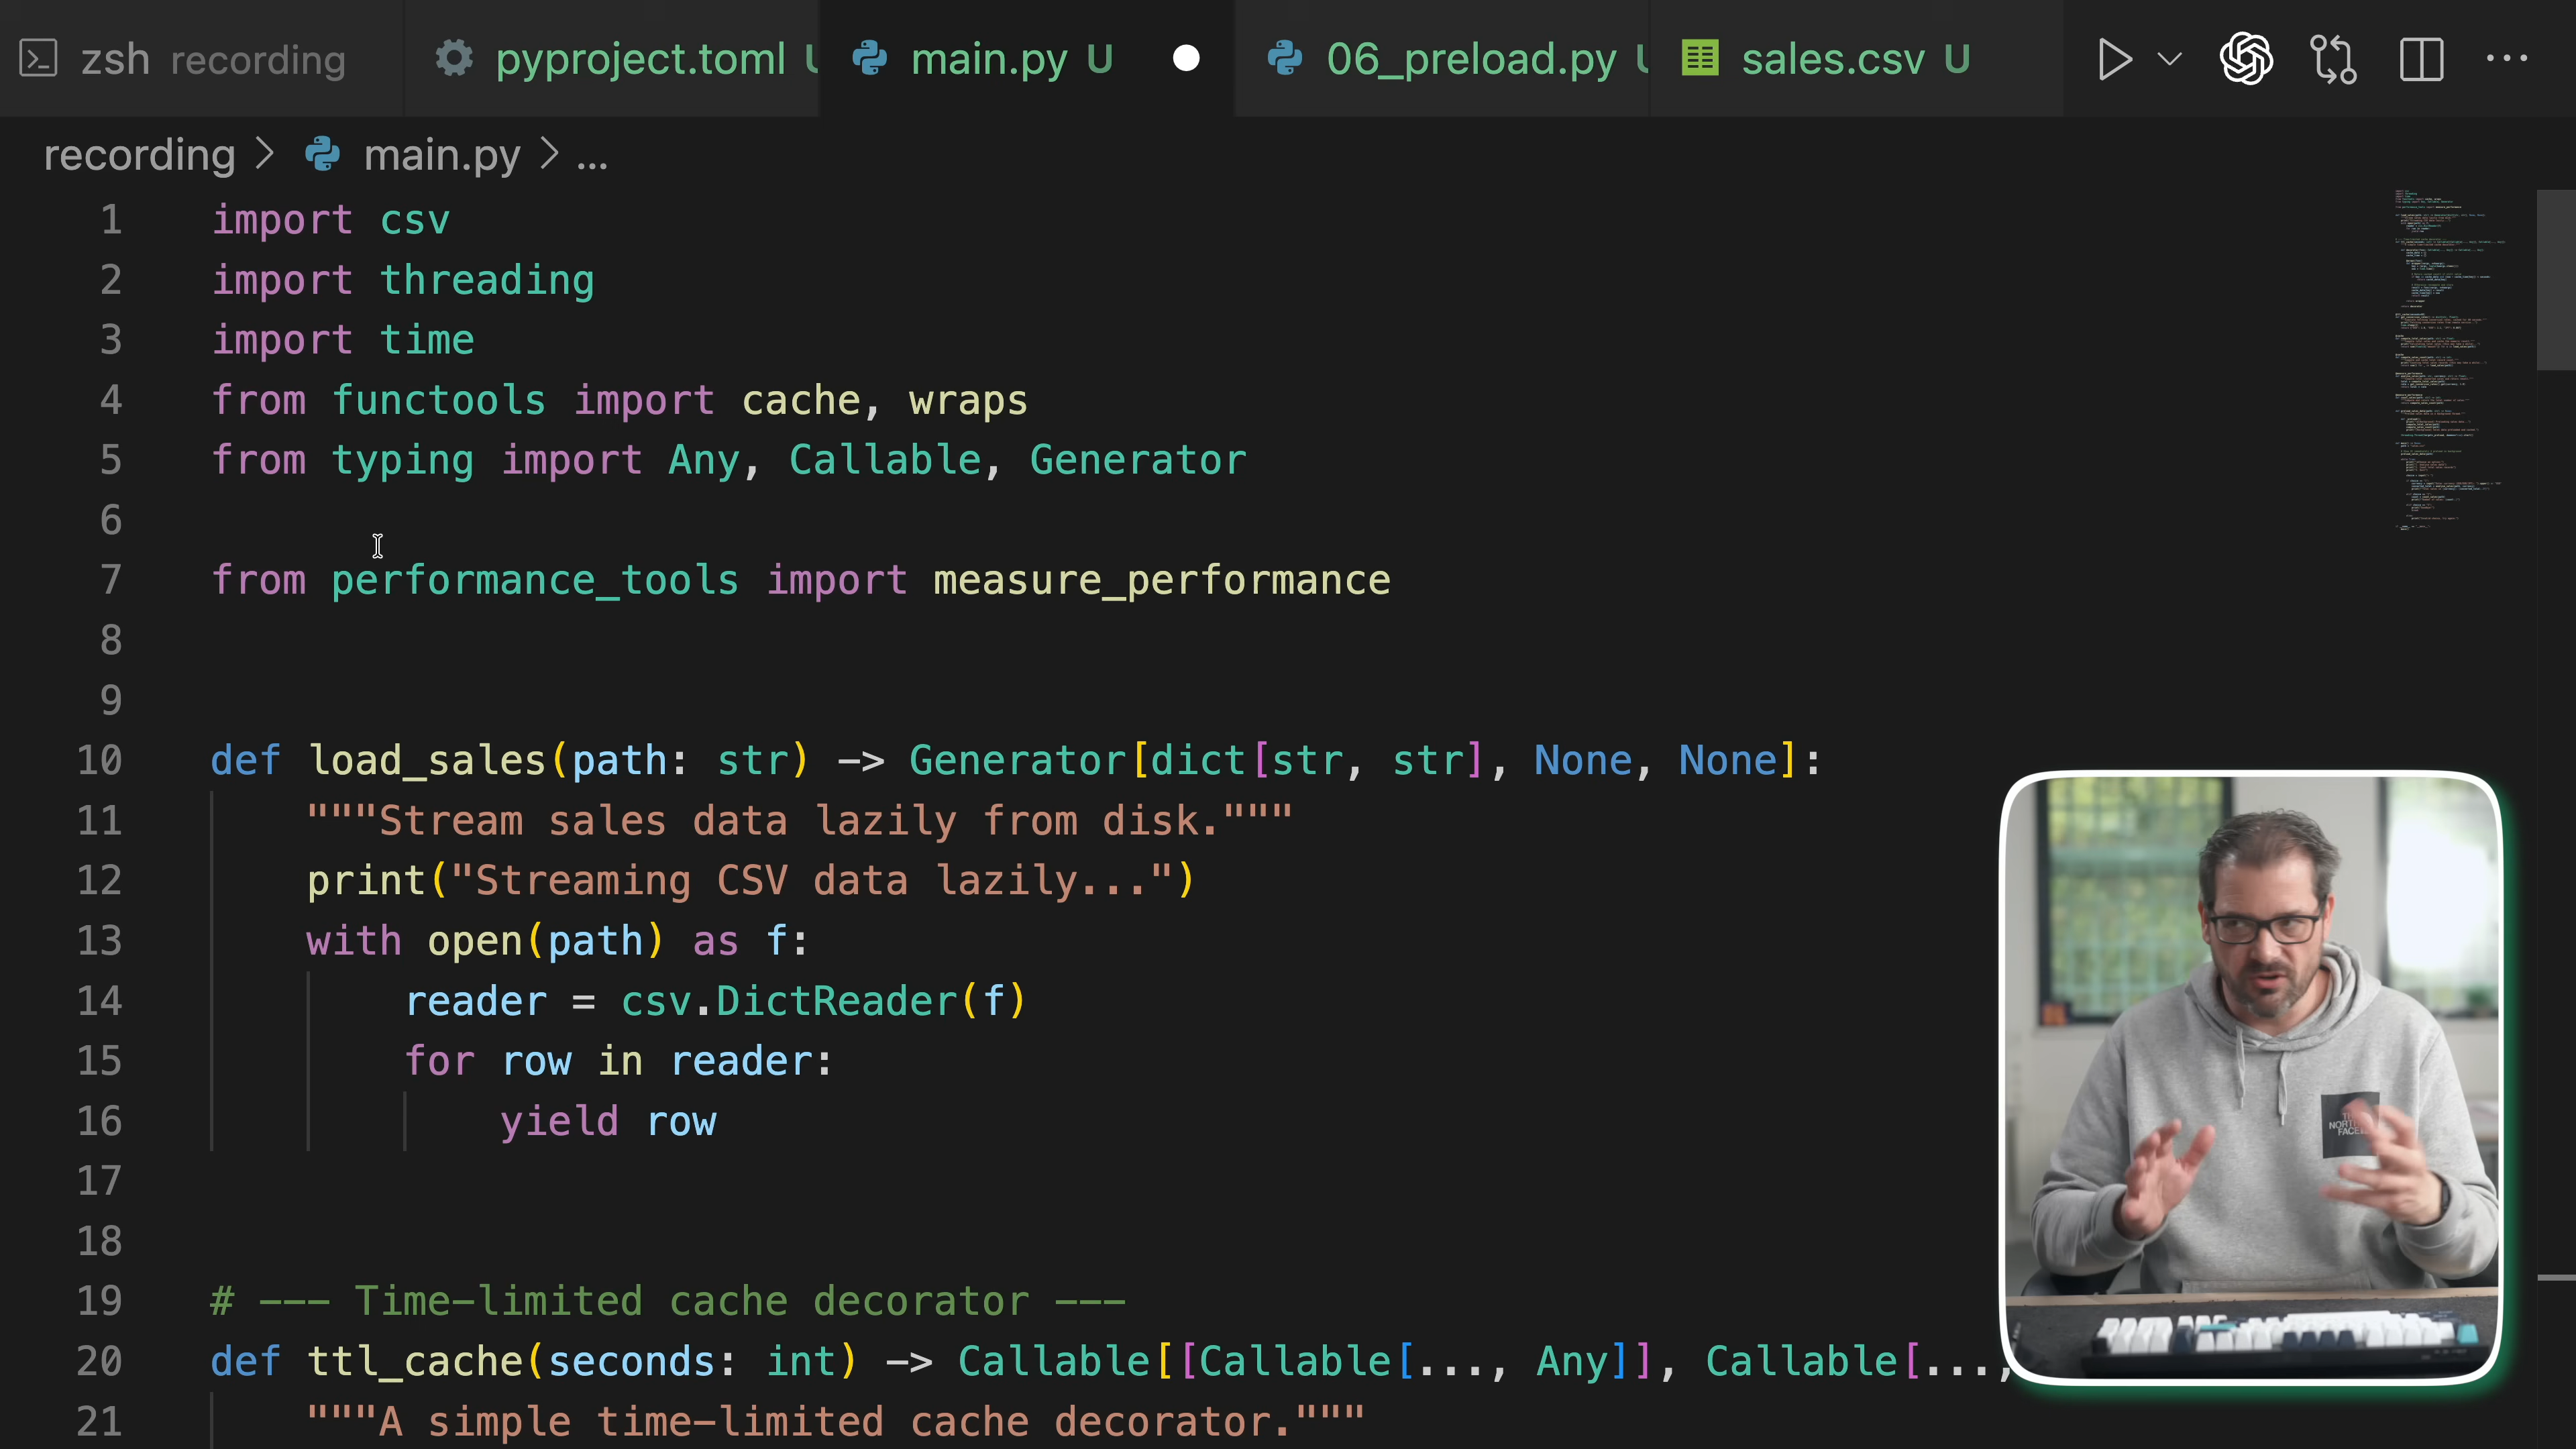 zsh recording
pyproject.toml U
main.py U
06_preload.py U
sales.csv U
recording > main.py > ...
1 import csv
2 import threading
3 import time
4 from functools import cache, wraps
5 from typing import Any, Callable, Generator
6
7 from performance_tools import measure_performance
8
9
10 def load_sales(path: str) -> Generator[dict[str, str], None, None]:
11 """Stream sales data lazily from disk."""
12 print("Streaming CSV data lazily...")
13 with open(path) as f:
14 reader = csv.DictReader(f)
15 for row in reader:
16 yield row
17
18
19 # --- Time-limited cache decorator ---
20 def ttl_cache(seconds: int) -> Callable[[Callable[..., Any]], Callable[...,
21 """A simple time-limited cache decorator."""